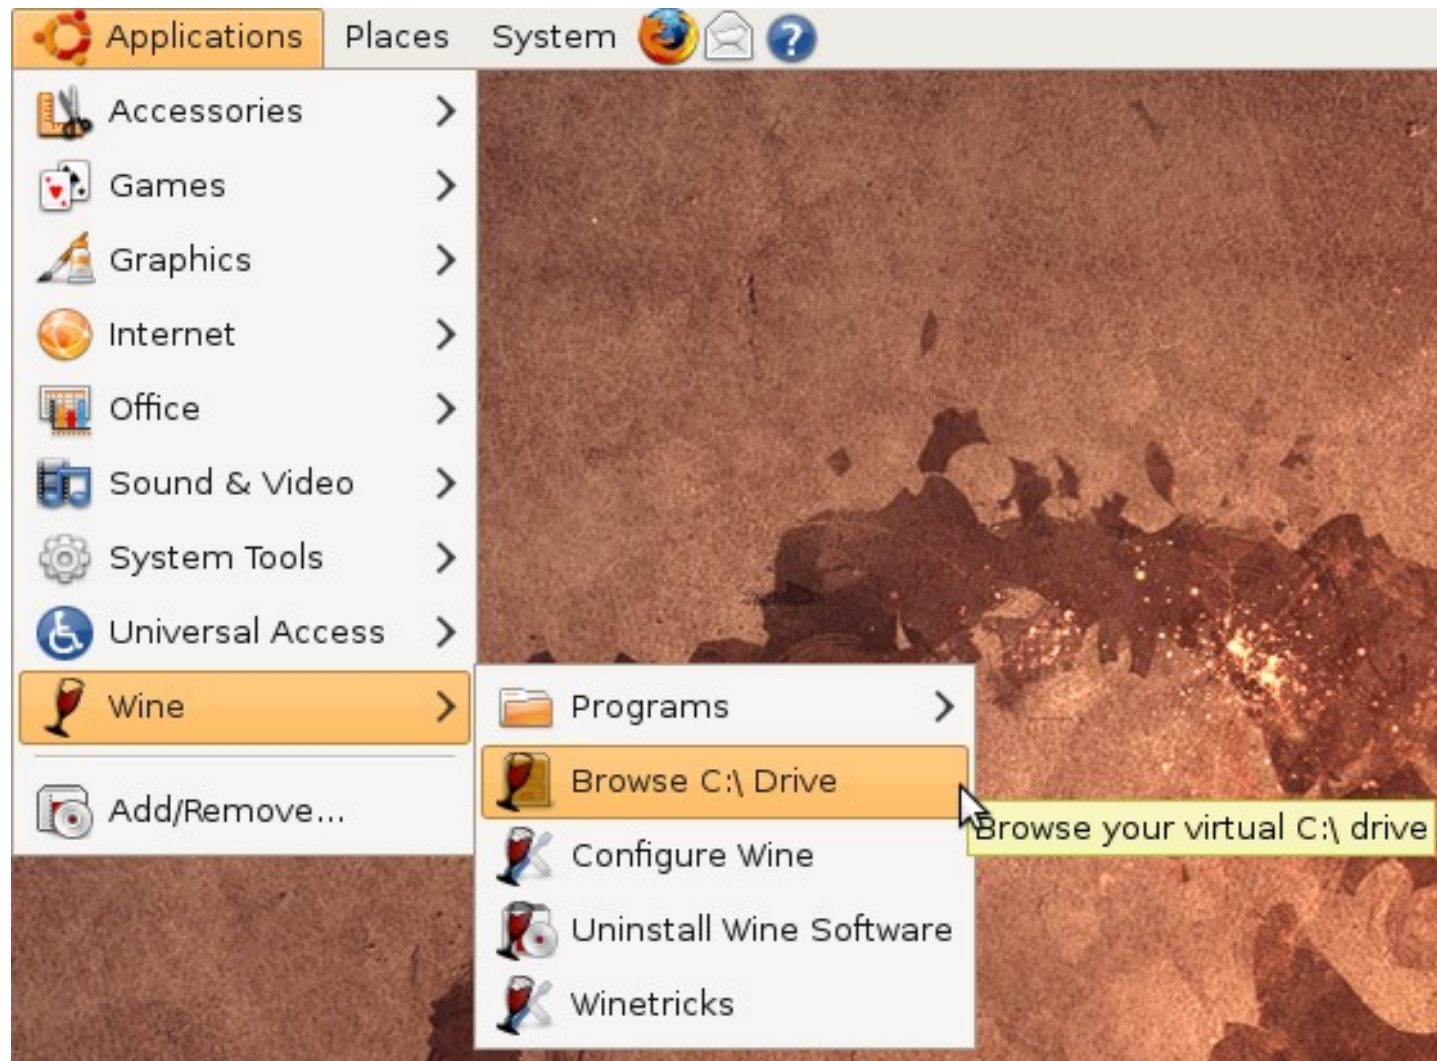 Applications Places System ?
Accessories
Games
Graphics
Internet
Office
Sound & Video
System Tools
Universal Access
Wine
Add/Remove...
Programs
Browse C:\ Drive
Browse your virtual C:\ drive
Configure Wine
Uninstall Wine Software
Winetricks